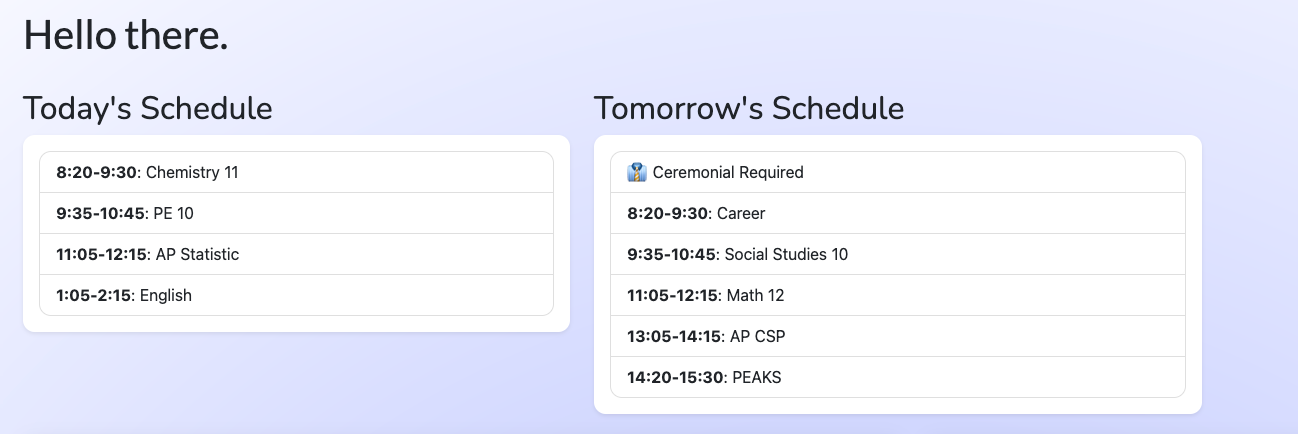 Hello there.
Today's Schedule
8:20-9:30: Chemistry 11
9:35-10:45: PE 10
11:05-12:15: AP Statistic
1:05-2:15: English
Tomorrow's Schedule
👔 Ceremonial Required
8:20-9:30: Career
9:35-10:45: Social Studies 10
11:05-12:15: Math 12
13:05-14:15: AP CSP
14:20-15:30: PEAKS